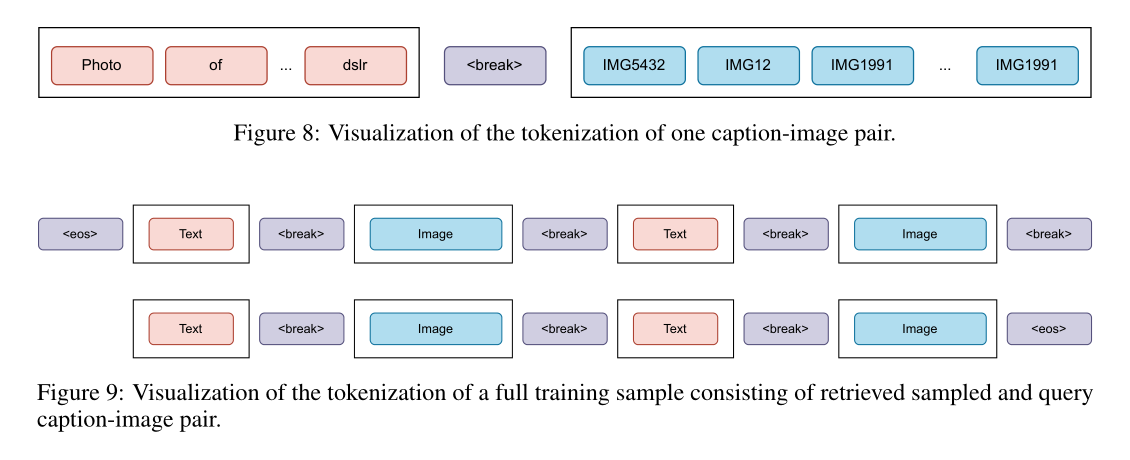 Photo of ... dslr <break> IMG5432 IMG12 IMG1991 ... IMG1991
Figure 8: Visualization of the tokenization of one caption-image pair.
<eos> Text <break> Image <break> Text <break> Image <break>
Text <break> Image <break> Text <break> Image <eos>
Figure 9: Visualization of the tokenization of a full training sample consisting of retrieved sampled and query
caption-image pair.